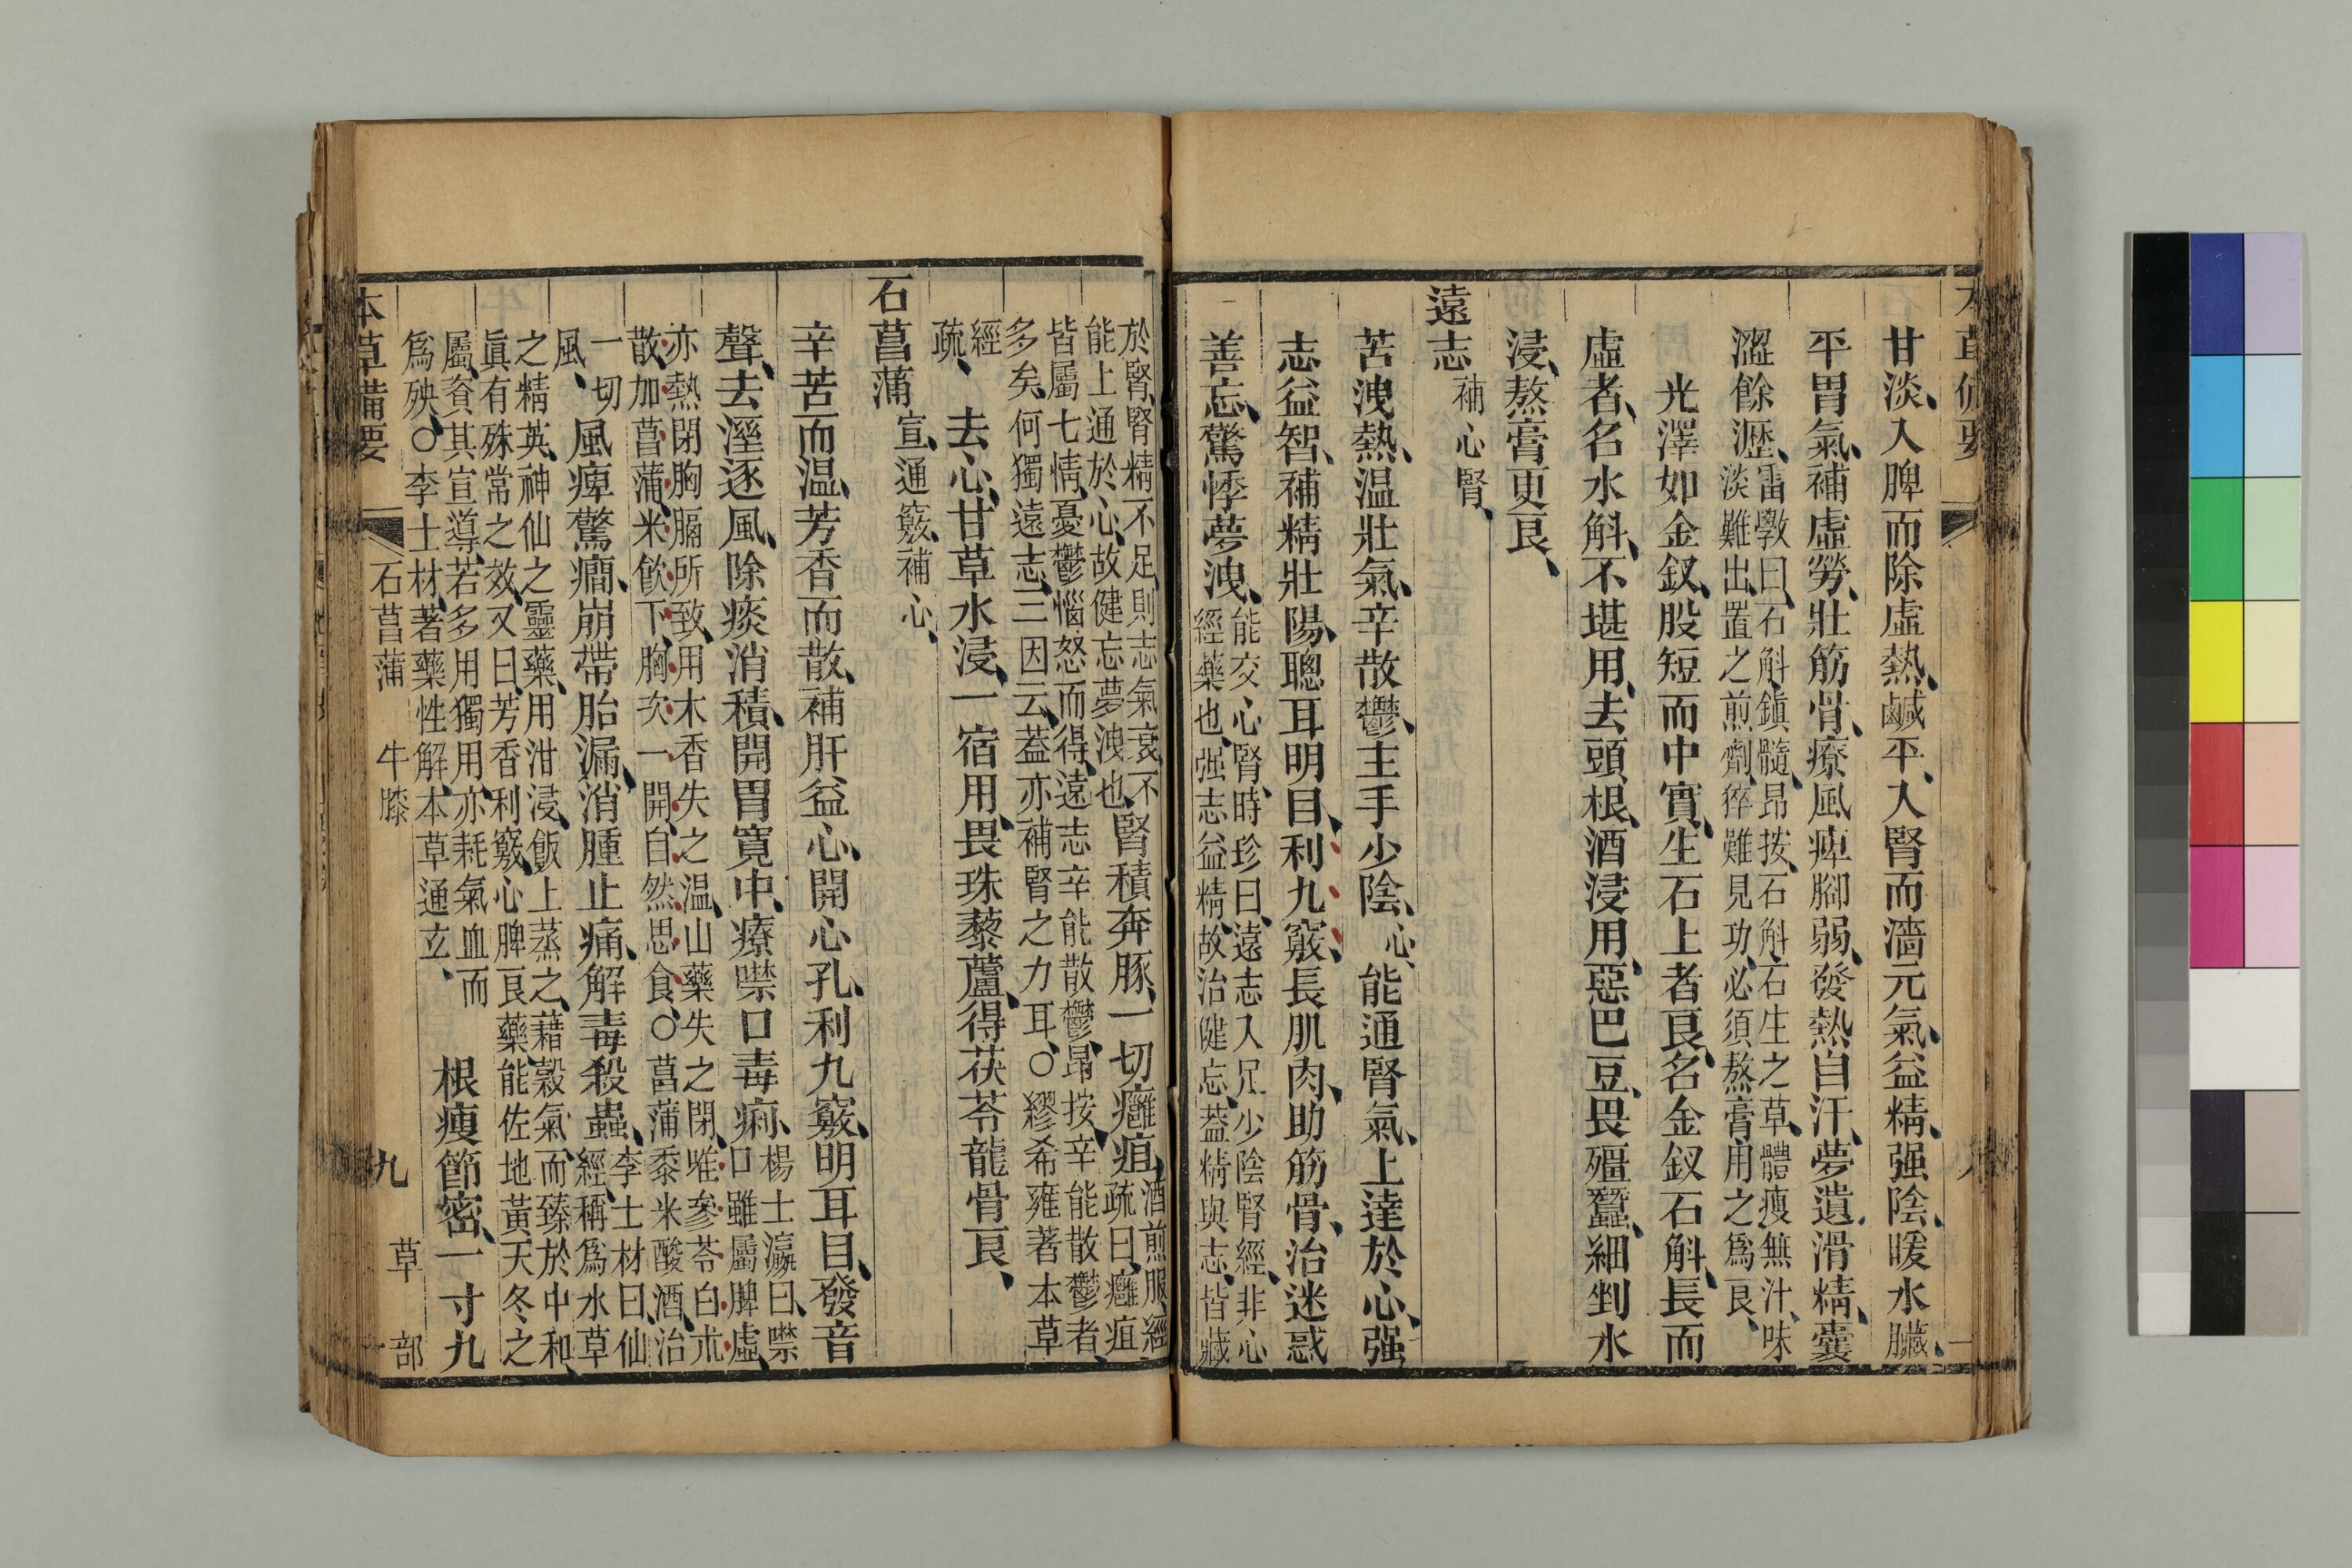 甘淡、入脾而除虛熱、鹹平、入腎而濇元氣、益精、强陰、暖水臟、
平胃氣、補虛勞、壯筋骨、療風痺腳弱、發熱自汗、夢遺滑精、囊
澀餘瀝、雷斆曰、石斛、鎮髓、昂按、石斛、石生之草、體瘦無汁、味
淡難出、置之煎劑、猝難見功、必須熬膏用之爲良、
光澤如金釵、股短而中實、生石上者良、名金釵石斛、長而
虛者、名水斛、不堪用、去頭根、酒浸用、惡巴豆、畏殭蠶、細剉水
浸、熬膏更良、
遠志 補心腎、
苦洩熱、温壯氣、辛散鬱、主手少陰、心、能通腎氣、上達於心、强
志益智、補精壯陽、聰耳明目、利九竅、長肌肉、助筋骨、治迷惑
善忘、驚悸夢洩、能交心腎、時珍曰、遠志入足少陰腎經、非心
經藥也、强志益精、故治健忘、葢精與志、皆藏
於腎、腎精不足、則志氣衰、不
能上通於心、故健忘夢洩也、腎積奔豚、一切癰疽、酒煎服、經
疏曰、癰疽
皆屬七情、憂鬱惱怒而得、遠志辛能散鬱、昂按、辛能散鬱者、
多矣、何獨遠志、三因云、葢亦補腎之力耳、○繆希雍著本草
經
疏、去心、甘草水浸、一宿用、畏珠藜蘆、得茯苓龍骨良、
石菖蒲 宣、通竅、補心、
辛苦而温、芳香而散、補肝益心、開心孔、利九竅、明耳目、發音
聲、去溼逐風、除痰消積、開胃寬中、療噤口毒痢、楊士瀛曰、噤
口雖屬脾虛、
亦熱閉胸膈所致、用木香失之温、山藥失之閉、唯參苓白朮
散、加菖蒲、米飲下、胸次一開、自然思食、○菖蒲黍米酸酒、治
一切
風、風痺驚癎、崩帶胎漏、消腫止痛、解毒殺蟲、李士材曰、仙
經稱爲水草
之精英、神仙之靈藥、用泔浸、飯上蒸之、藉穀氣、而臻於中和、
眞有殊常之效、又曰、芳香利竅、心脾良藥、能佐地黃天冬之
屬、資其宣導、若多用獨用、亦耗氣血而
爲殃、○李士材、著藥性解、本草通玄、根瘦節密、一寸九
本草備要 石菖蒲 牛膝 九 草部